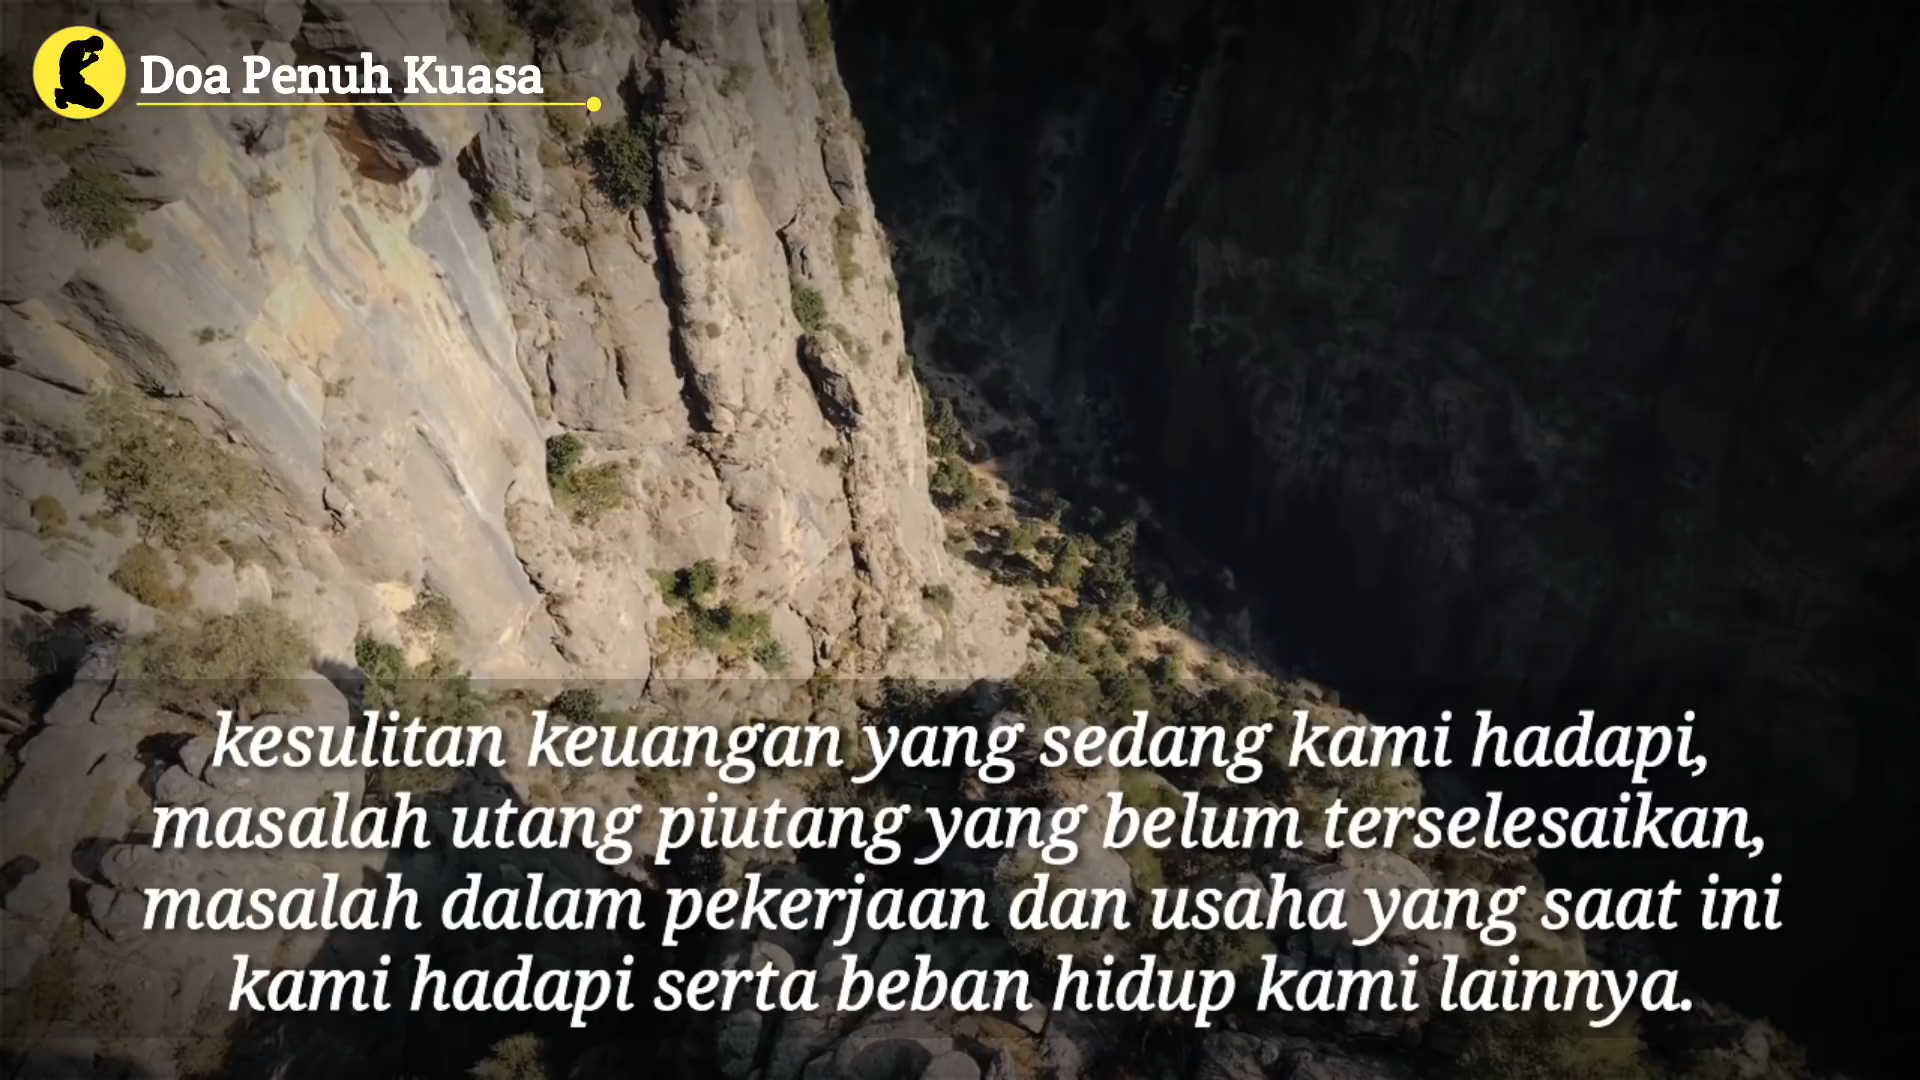 Doa Penuh Kuasa
kesulitan keuangan yang sedang kami hadapi,
masalah utang piutang yang belum terselesaikan,
masalah dalam pekerjaan dan usaha yang saat ini
kami hadapi serta beban hidup kami lainnya.